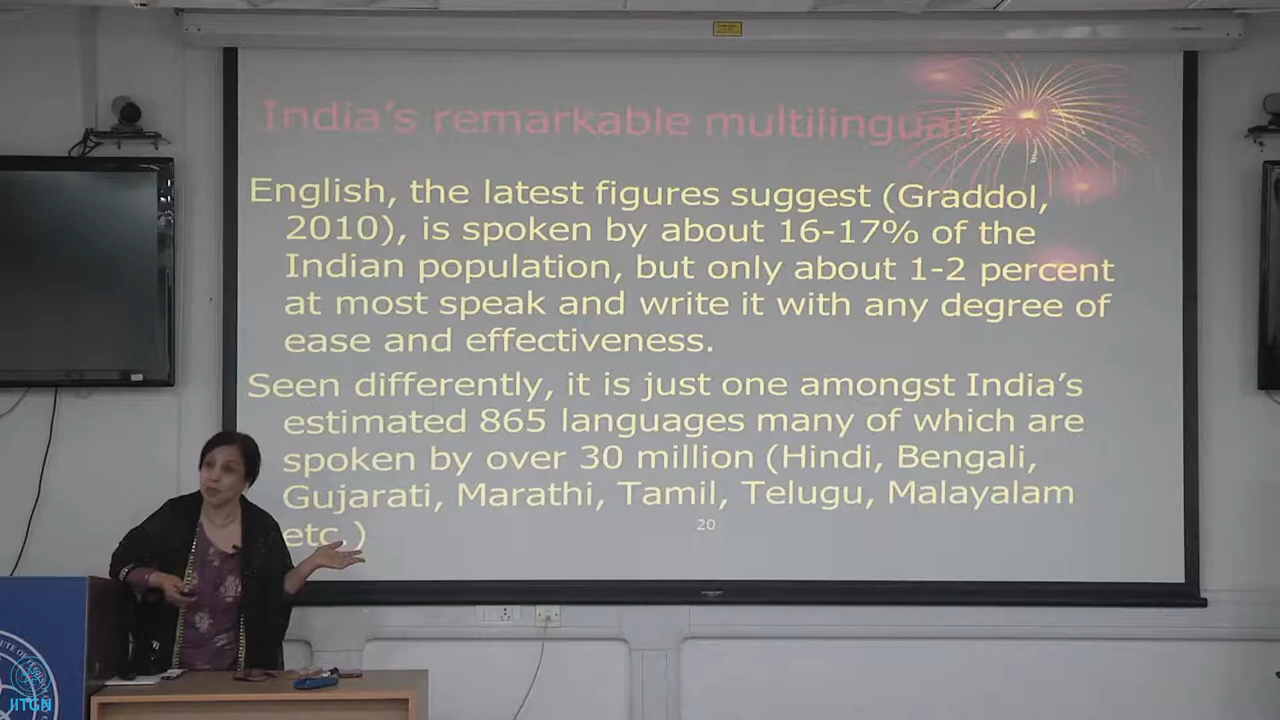 India's remarkable multilingualism
English, the latest figures suggest (Graddol,
2010), is spoken by about 16-17% of the
Indian population, but only about 1-2 percent
at most speak and write it with any degree of
ease and effectiveness.
Seen differently, it is just one amongst India's
estimated 865 languages many of which are
spoken by over 30 million (Hindi, Bengali,
Gujarati, Marathi, Tamil, Telugu, Malayalam
etc.)
20
IITGN